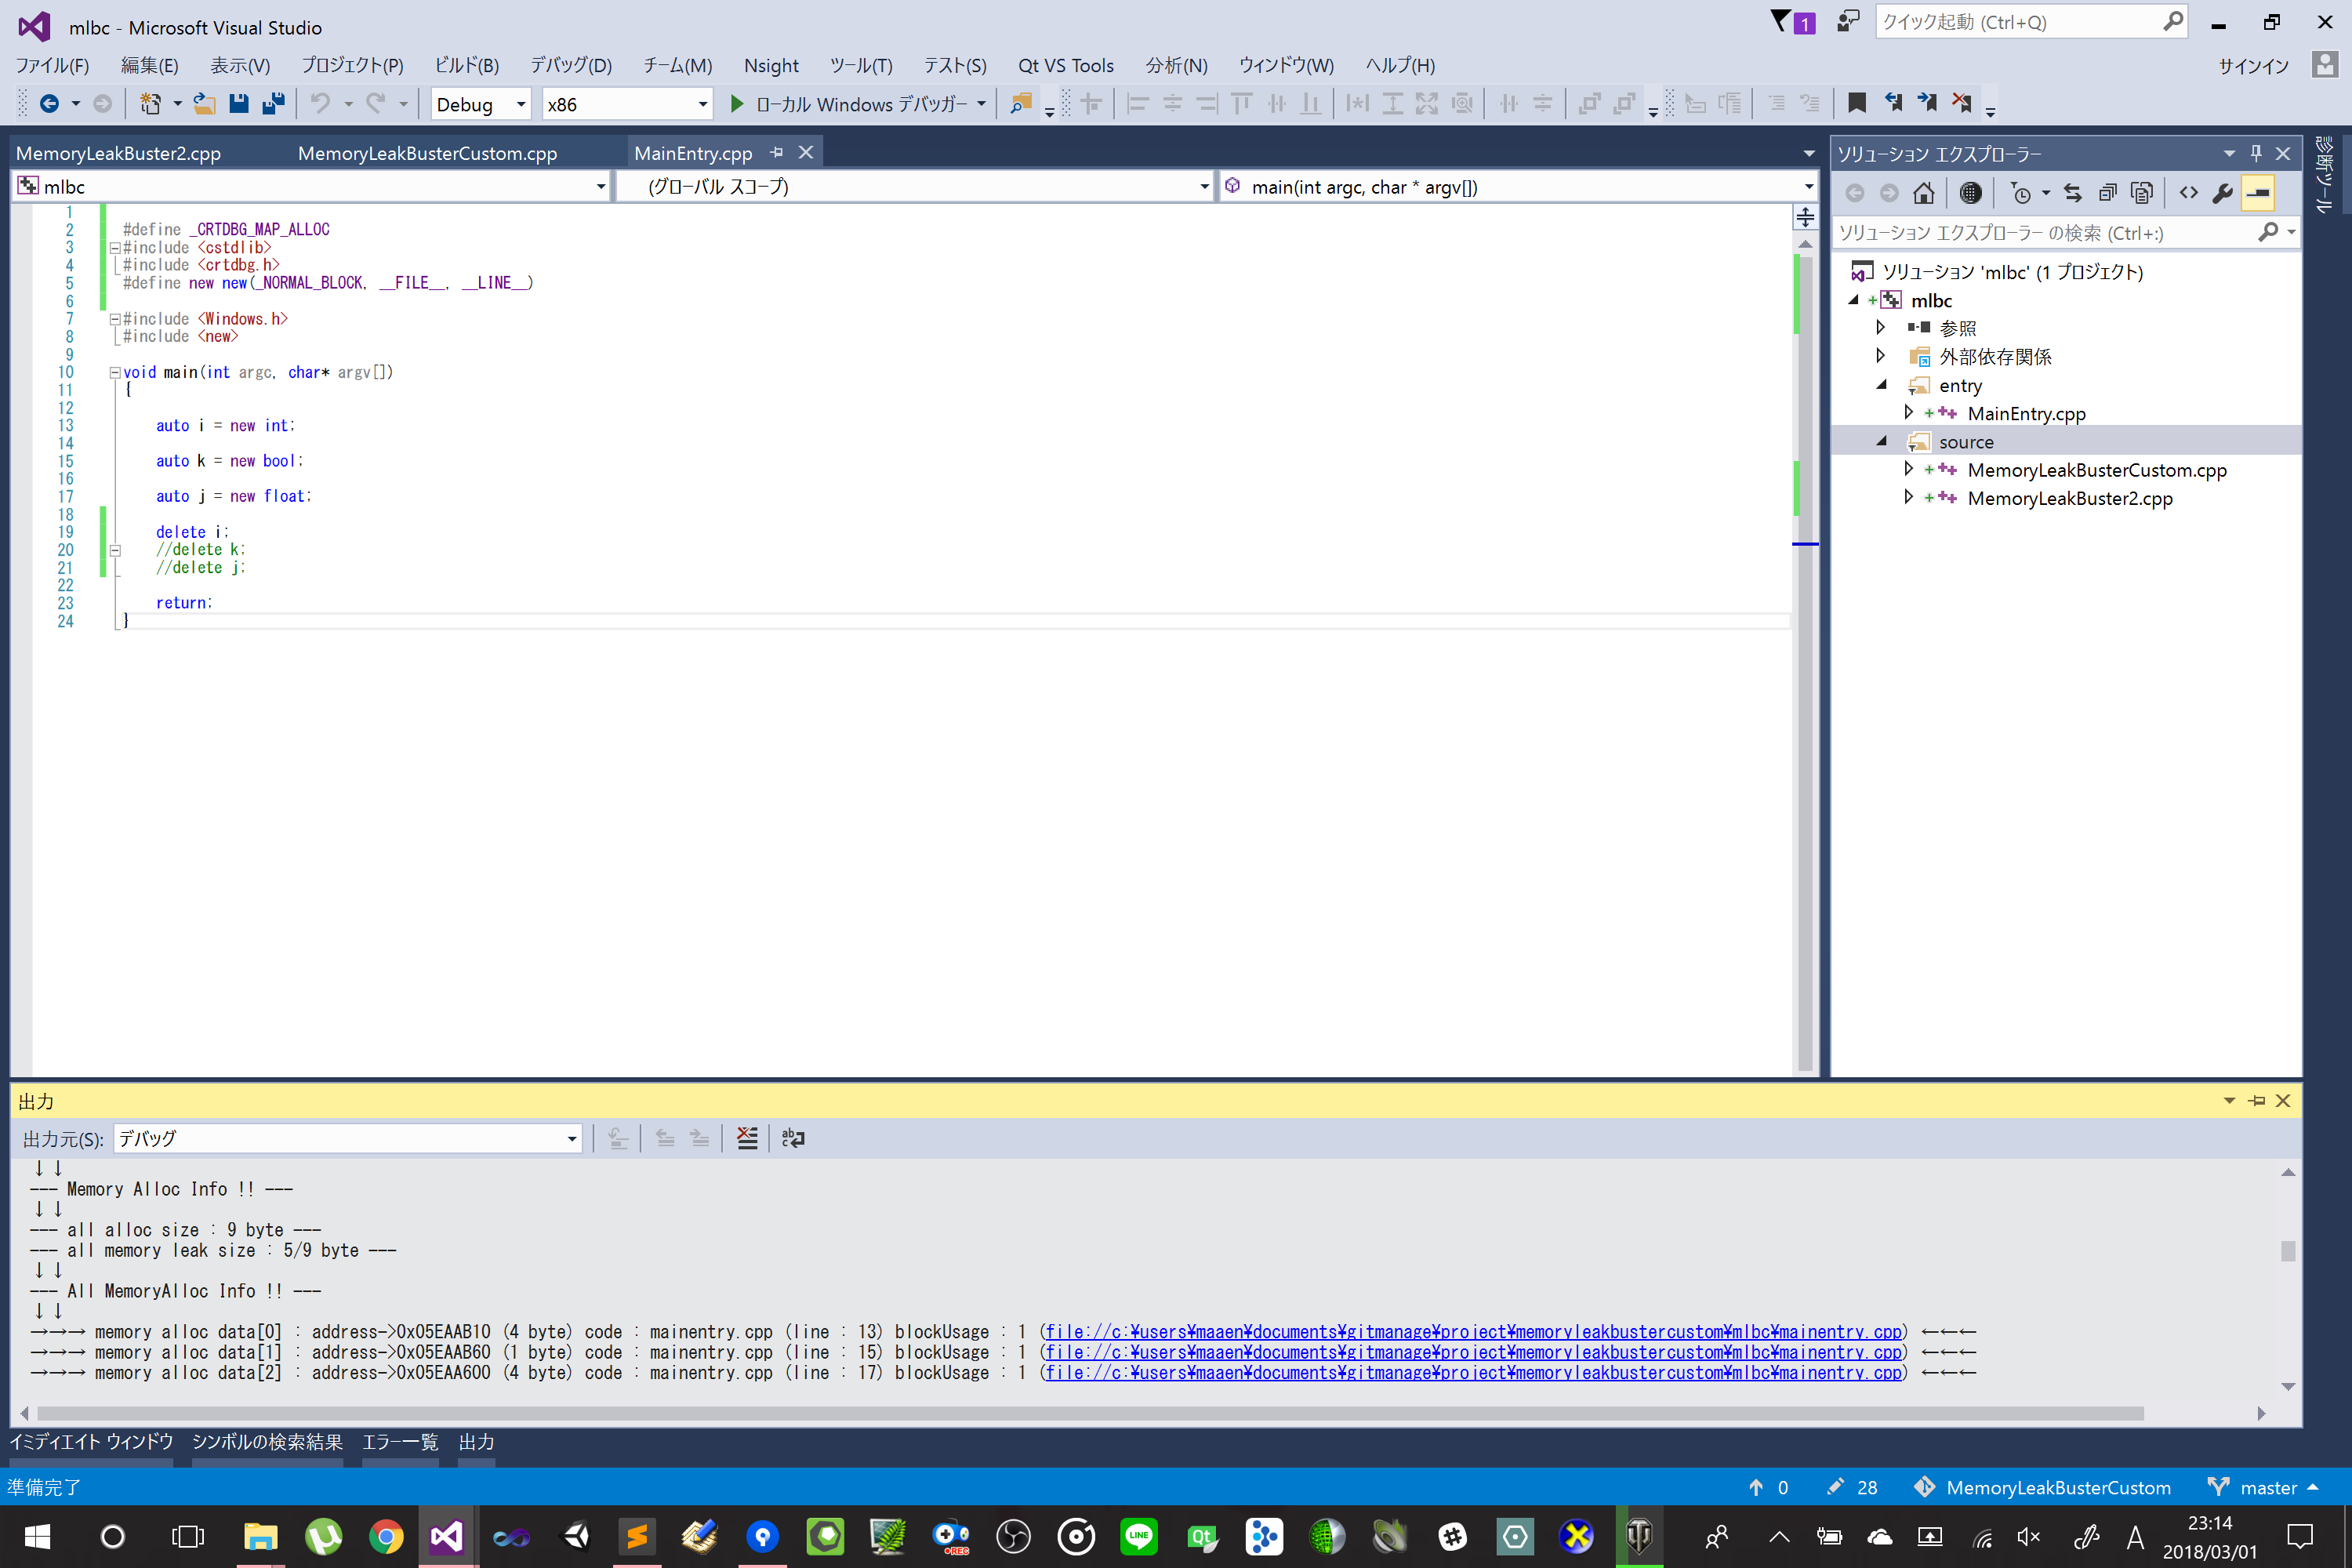 mlbc - Microsoft Visual Studio
1
クイック起動 (Ctrl+Q)
ファイル(F) 編集(E) 表示(V) プロジェクト(P) ビルド(B) デバッグ(D) チーム(M) Nsight ツール(T) テスト(S) Qt VS Tools 分析(N) ウィンドウ(W) ヘルプ(H)
サインイン
Debug x86 ローカル Windows デバッガー
MemoryLeakBuster2.cpp MemoryLeakBusterCustom.cpp MainEntry.cpp
mlbc (グローバル スコープ) main(int argc, char * argv[])
1
2 #define _CRTDBG_MAP_ALLOC
3 #include <cstdlib>
4 #include <crtdbg.h>
5 #define new new(_NORMAL_BLOCK, __FILE__, __LINE__)
6
7 #include <Windows.h>
8 #include <new>
9
10 void main(int argc, char* argv[])
11 {
12
13 auto i = new int;
14
15 auto k = new bool;
16
17 auto j = new float;
18
19 delete i;
20 //delete k;
21 //delete j;
22
23 return;
24 }
ソリューション エクスプローラー
ソリューション エクスプローラー の検索 (Ctrl+:)
ソリューション 'mlbc' (1 プロジェクト)
mlbc
参照
外部依存関係
entry
MainEntry.cpp
source
MemoryLeakBusterCustom.cpp
MemoryLeakBuster2.cpp
診断ツール
出力
出力元(S): デバッグ
↓↓
--- Memory Alloc Info !! ---
↓↓
--- all alloc size : 9 byte ---
--- all memory leak size : 5/9 byte ---
↓↓
--- All MemoryAlloc Info !! ---
↓↓
→→→ memory alloc data[0] : address->0x05EAAB10 (4 byte) code : mainentry.cpp (line : 13) blockUsage : 1 (file://c:¥users¥maaen¥documents¥gitmanage¥project¥memoryleakbustercustom¥mlbc¥mainentry.cpp) ←←←
→→→ memory alloc data[1] : address->0x05EAAB60 (1 byte) code : mainentry.cpp (line : 15) blockUsage : 1 (file://c:¥users¥maaen¥documents¥gitmanage¥project¥memoryleakbustercustom¥mlbc¥mainentry.cpp) ←←←
→→→ memory alloc data[2] : address->0x05EAA600 (4 byte) code : mainentry.cpp (line : 17) blockUsage : 1 (file://c:¥users¥maaen¥documents¥gitmanage¥project¥memoryleakbustercustom¥mlbc¥mainentry.cpp) ←←←
イミディエイト ウィンドウ シンボルの検索結果 エラー一覧 出力
準備完了
0 28 MemoryLeakBusterCustom master
REC
LINE
Qt
A
23:14
2018/03/01